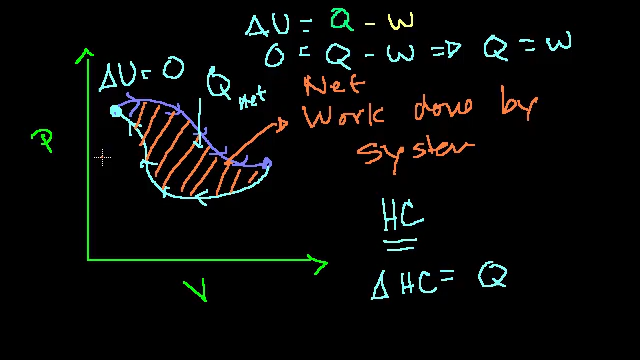 ΔU = Q - W
0 = Q - W ⇒ Q = W
ΔU = 0
Q net
Net
Work done by
system
P
HC
ΔHC = Q
V